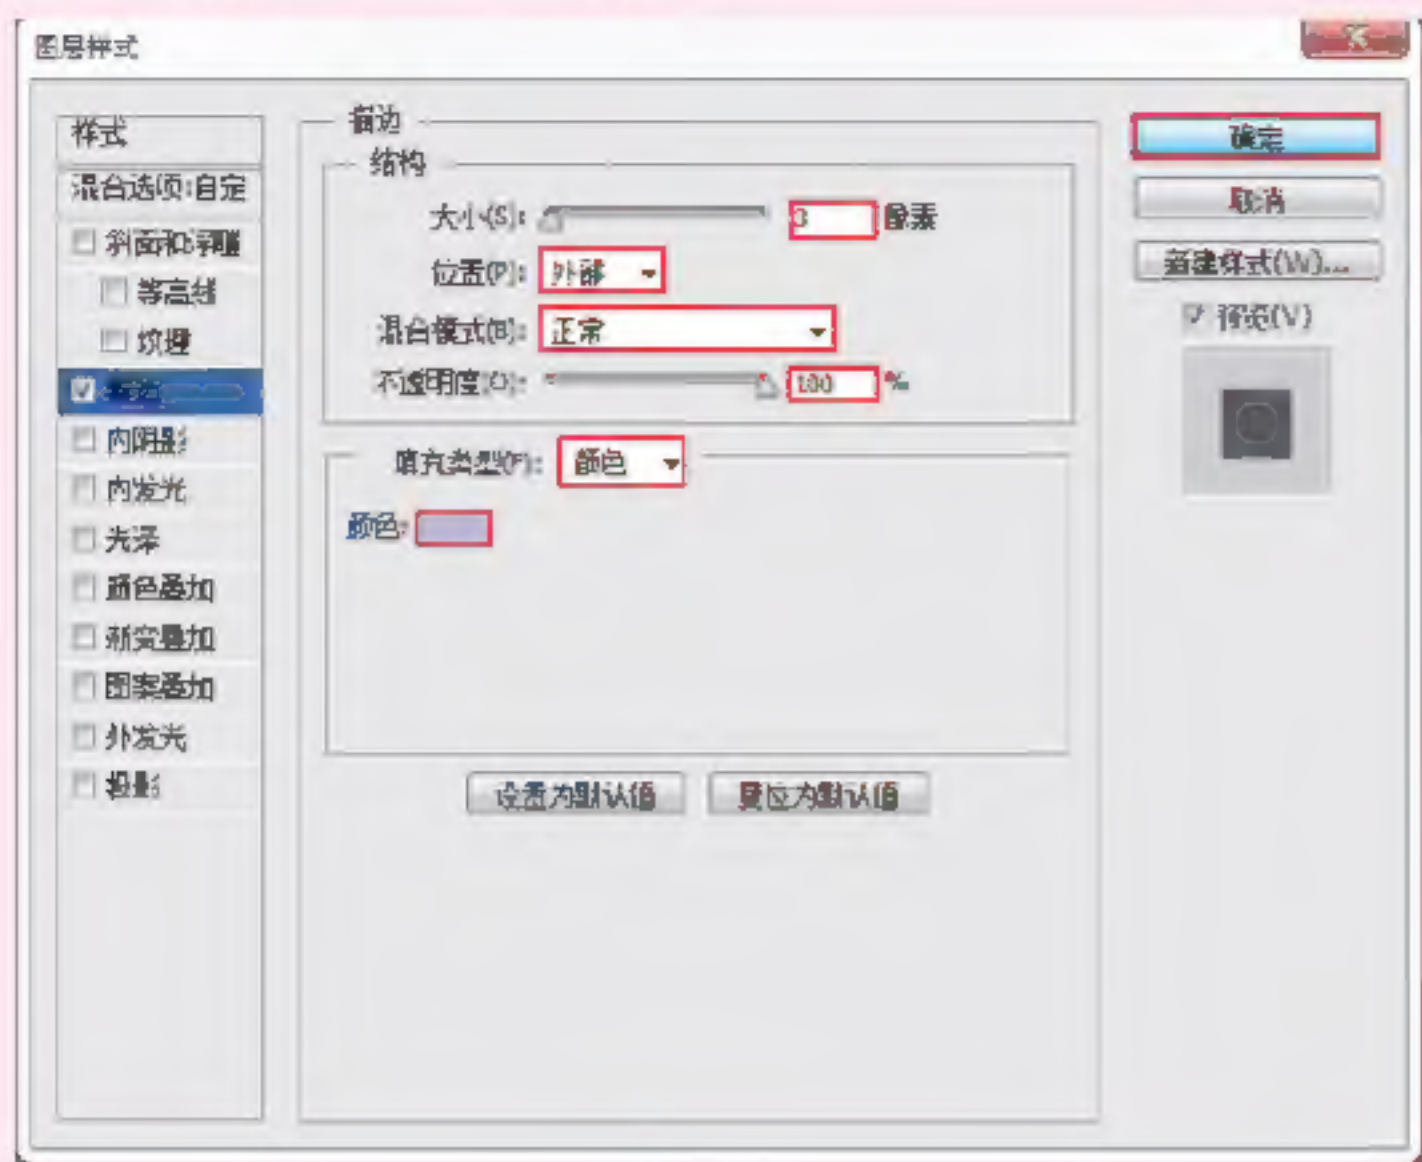 图层样式
样式
混合选项:自定
斜面和浮雕
等高线
纹理
内阴影
内发光
光泽
颜色叠加
渐变叠加
图案叠加
外发光
投影
描边
结构
大小(S): 3 像素
位置(P): 外部
混合模式(B): 正常
不透明度(O): 100 %
填充类型(F): 颜色
颜色:
设置为默认值 复位为默认值
确定
取消
新建样式(W)...
预览(V)